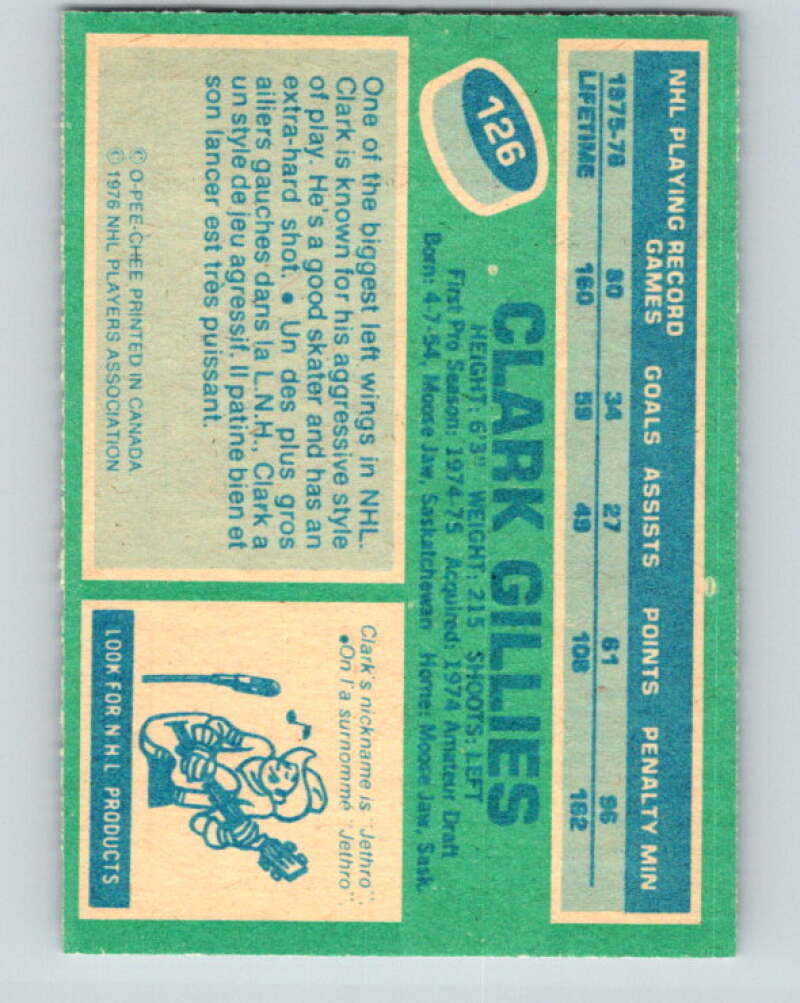 NHL PLAYING RECORD
GAMES GOALS ASSISTS POINTS PENALTY MIN
1975-76 80 34 27 61 96
LIFETIME 160 59 49 108 162
126
CLARK GILLIES
HEIGHT: 6'3" WEIGHT: 215 SHOOTS: LEFT
First Pro Season: 1974-75 Acquired: 1974 Amateur Draft
Born: 4-7-54, Moose Jaw, Saskatchewan Home: Moose Jaw, Sask.
One of the biggest left wings in NHL.
Clark is known for his aggressive style
of play. He's a good skater and has an
extra-hard shot. • Un des plus gros
ailiers gauches dans la L.N.H., Clark a
un style de jeu agressif. Il patine bien et
son lancer est très puissant.
© O-PEE-CHEE PRINTED IN CANADA
© 1976 NHL PLAYERS ASSOCIATION
Clark's nickname is "Jethro".
•On l'a surnommé "Jethro".
LOOK FOR NHL PRODUCTS